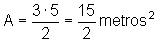 A = 3·5/2 = 15/2 metros²